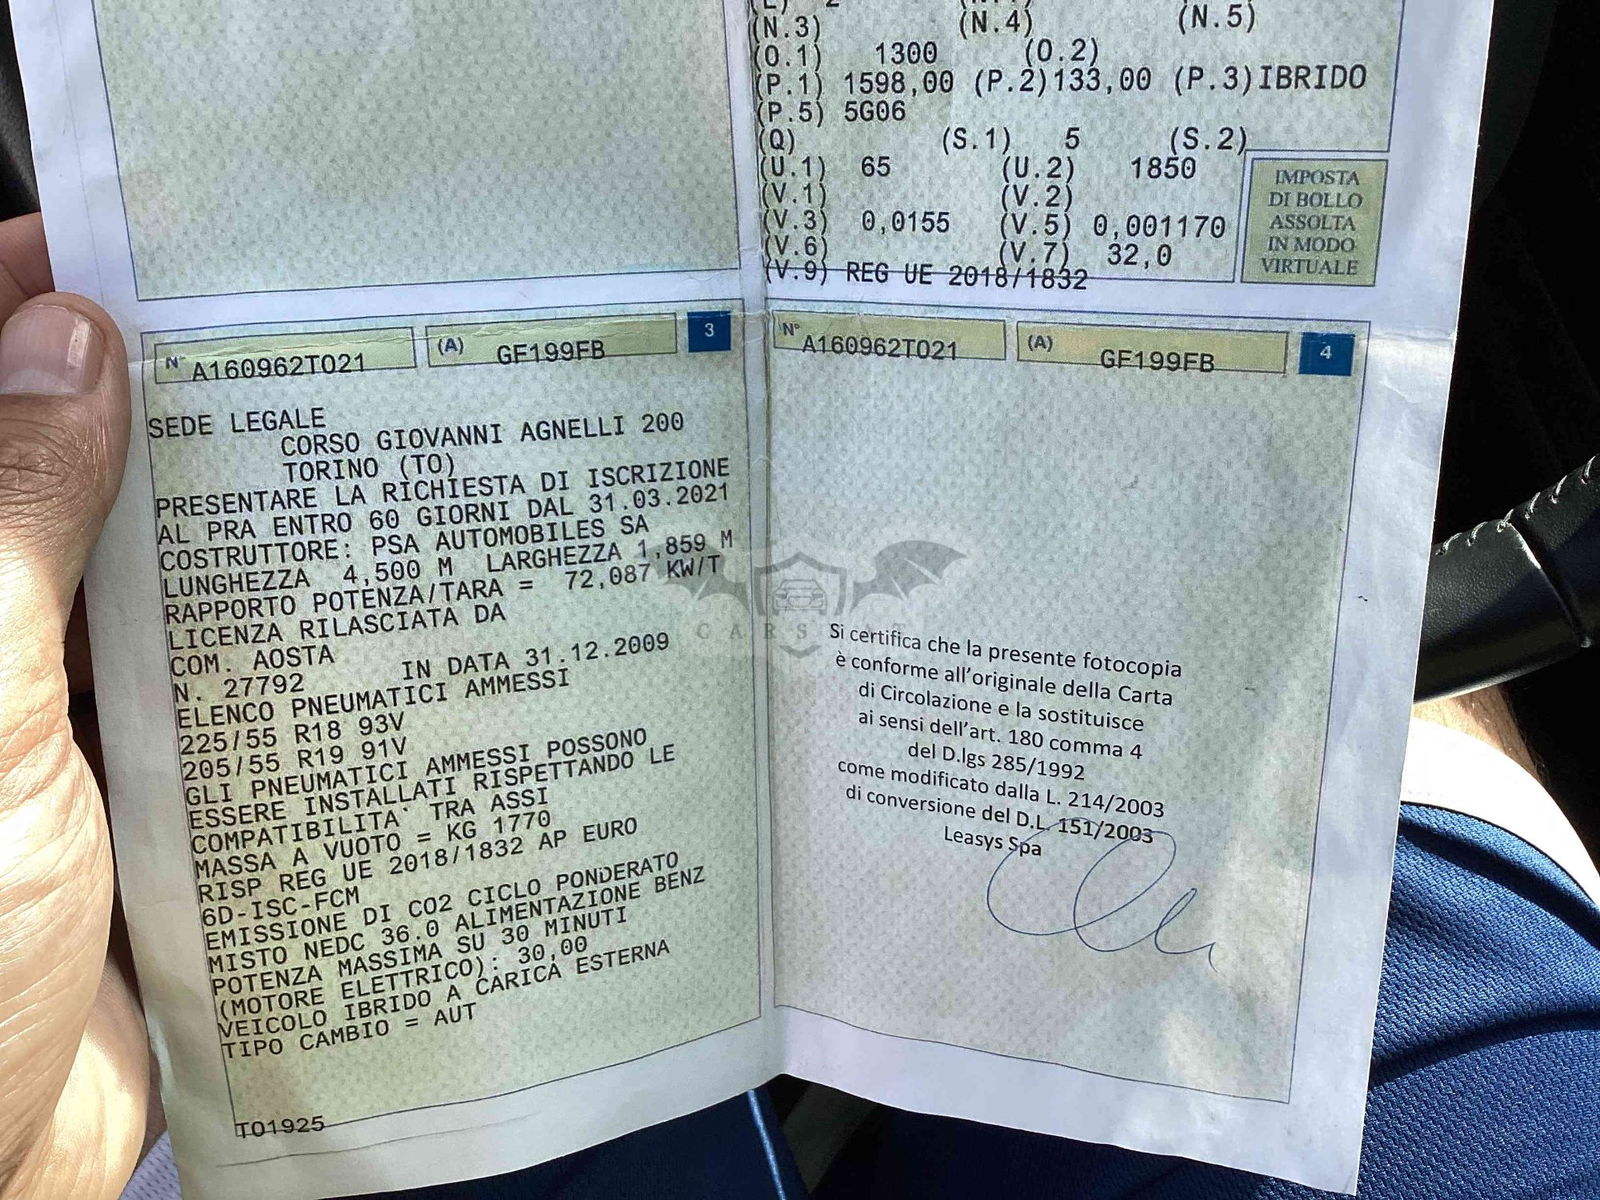 (N.3) (N.4) (N.5)
(O.1) 1300 (O.2)
(P.1) 1598,00 (P.2)133,00 (P.3)IBRIDO
(P.5) 5G06
(Q) (S.1) 5 (S.2)
(U.1) 65 (U.2) 1850
(V.1) (V.2)
(V.3) 0,0155 (V.5) 0,001170
(V.6) (V.7) 32,0
(V.9) REG UE 2018/1832
IMPOSTA
DI BOLLO
ASSOLTA
IN MODO
VIRTUALE
N° A160962T021 (A) GF199FB 3
SEDE LEGALE
CORSO GIOVANNI AGNELLI 200
TORINO (TO)
PRESENTARE LA RICHIESTA DI ISCRIZIONE
AL PRA ENTRO 60 GIORNI DAL 31.03.2021
COSTRUTTORE: PSA AUTOMOBILES SA
LUNGHEZZA 4,500 M LARGHEZZA 1,859 M
RAPPORTO POTENZA/TARA = 72,087 KW/T
LICENZA RILASCIATA DA
COM. AOSTA
N. 27792 IN DATA 31.12.2009
ELENCO PNEUMATICI AMMESSI
225/55 R18 93V
205/55 R19 91V
GLI PNEUMATICI AMMESSI POSSONO
ESSERE INSTALLATI RISPETTANDO LE
COMPATIBILITA` TRA ASSI
MASSA A VUOTO = KG 1770
RISP REG UE 2018/1832 AP EURO
6D-ISC-FCM
EMISSIONE DI CO2 CICLO PONDERATO
MISTO NEDC 36.0 ALIMENTAZIONE BENZ
POTENZA MASSIMA SU 30 MINUTI
(MOTORE ELETTRICO): 30,00
VEICOLO IBRIDO A CARICA ESTERNA
TIPO CAMBIO = AUT
T01925
N° A160962T021 (A) GF199FB 4
Si certifica che la presente fotocopia
è conforme all'originale della Carta
di Circolazione e la sostituisce
ai sensi dell'art. 180 comma 4
del D.lgs 285/1992
come modificato dalla L. 214/2003
di conversione del D.L. 151/2003
Leasys Spa